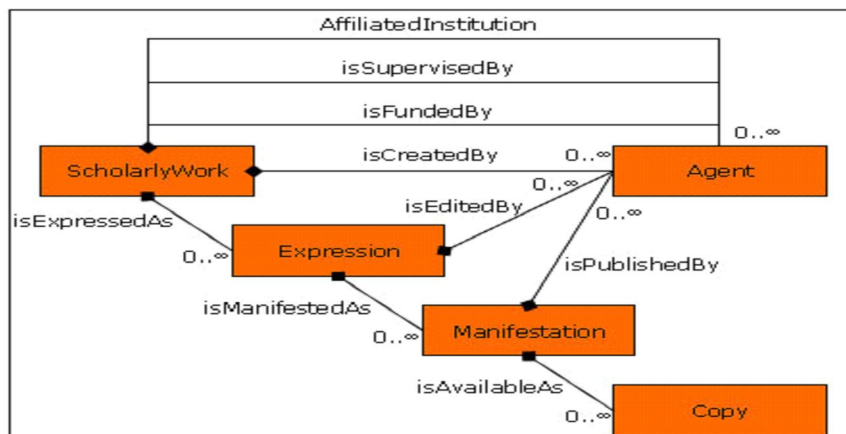 AffiliatedInstitution
isSupervisedBy
isFundedBy
0..∞
isCreatedBy
0..∞
ScholarlyWork
Agent
0..∞
isEditedBy
0..∞
isExpressedAs
0..∞
Expression
isPublishedBy
isManifestedAs
0..∞
Manifestation
isAvailableAs
0..∞
Copy